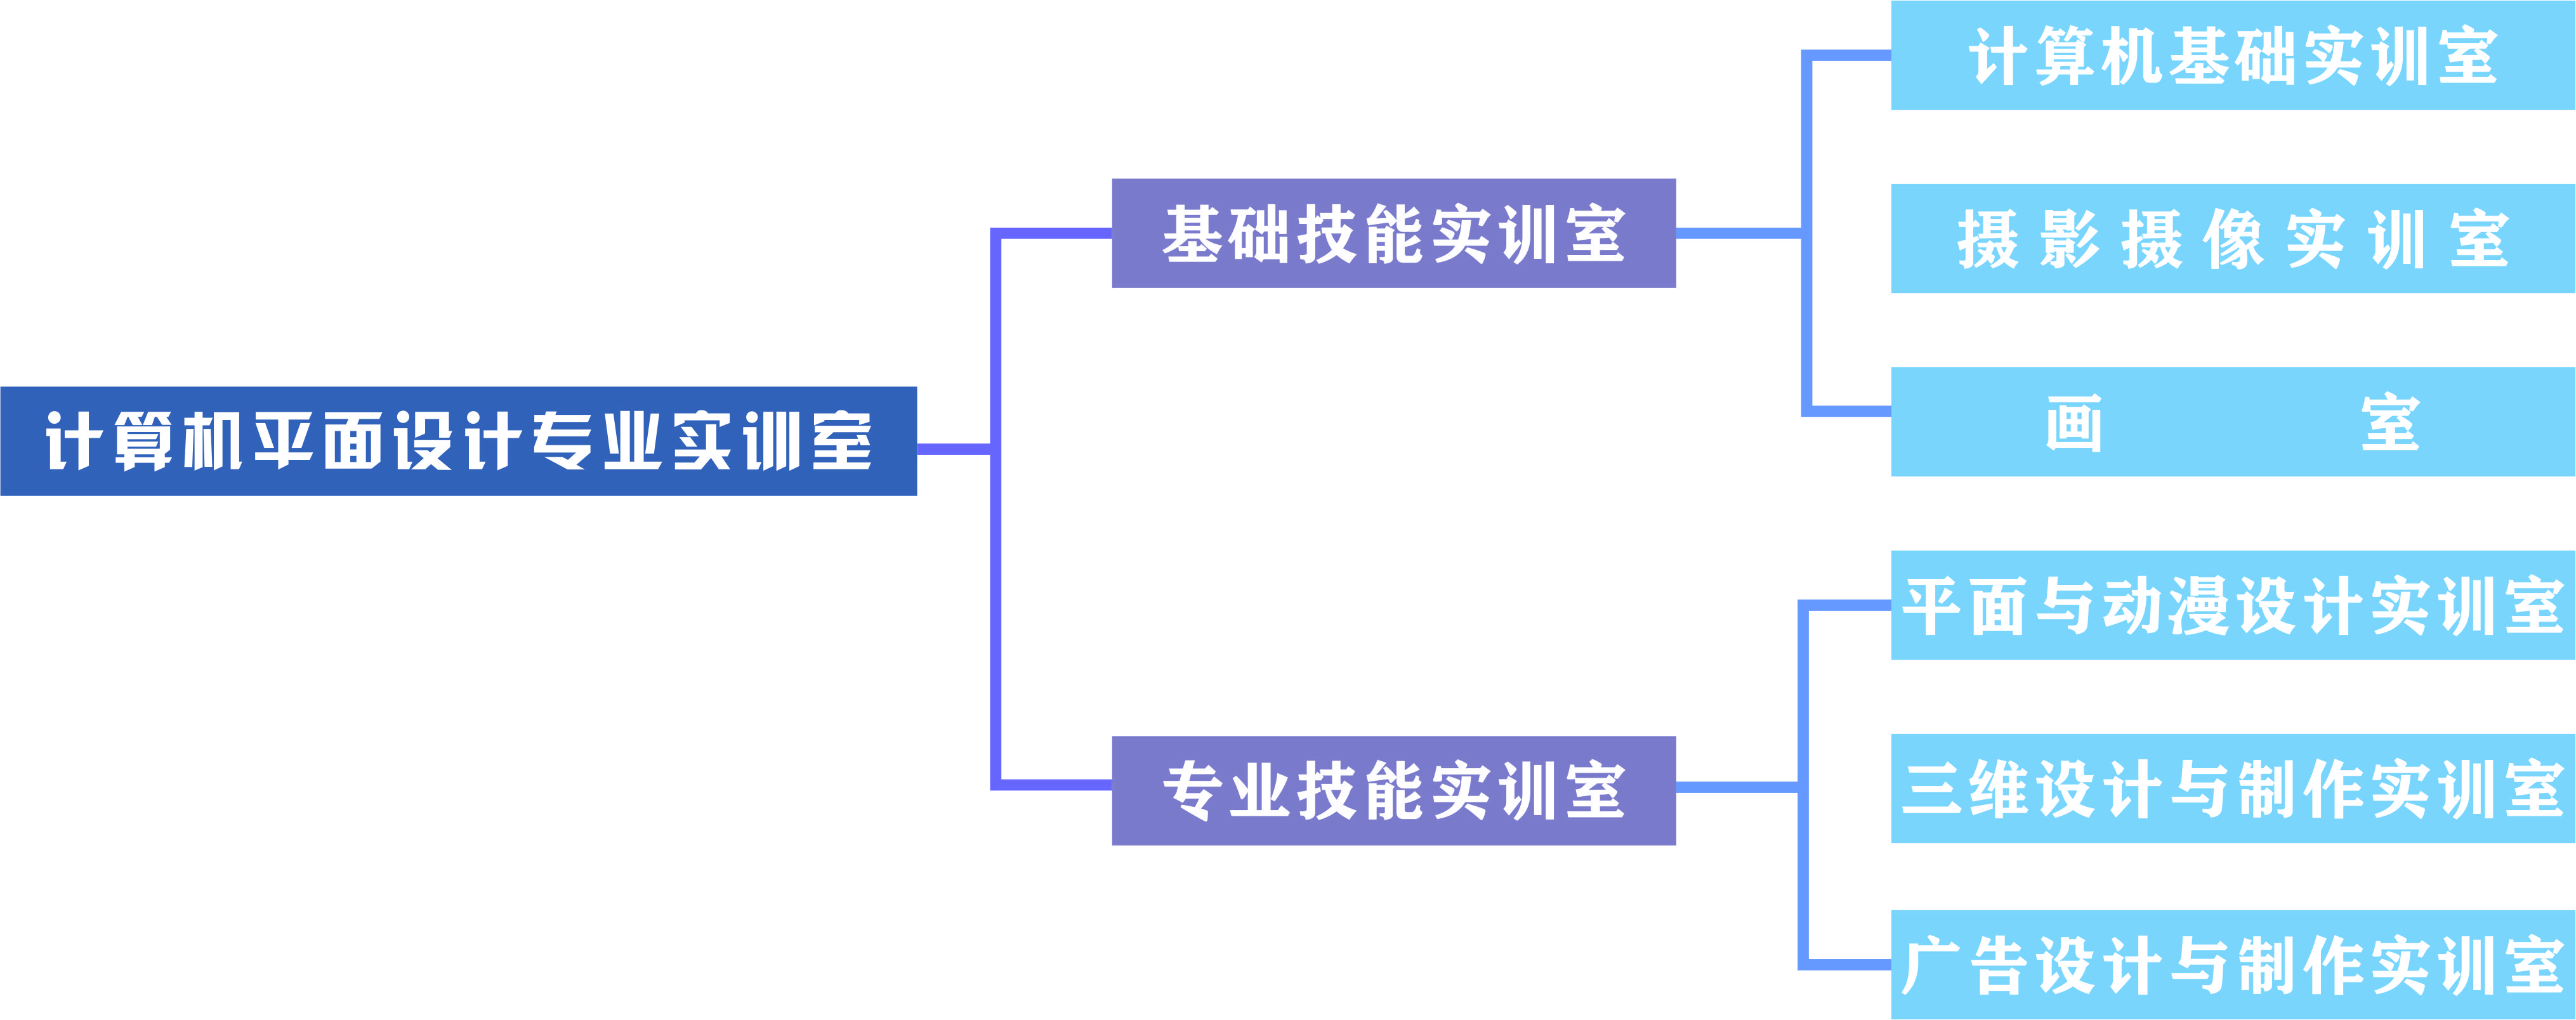 计算机平面设计专业实训室
基础技能实训室
计算机基础实训室
摄影摄像实训室
画室
专业技能实训室
平面与动漫设计实训室
三维设计与制作实训室
广告设计与制作实训室